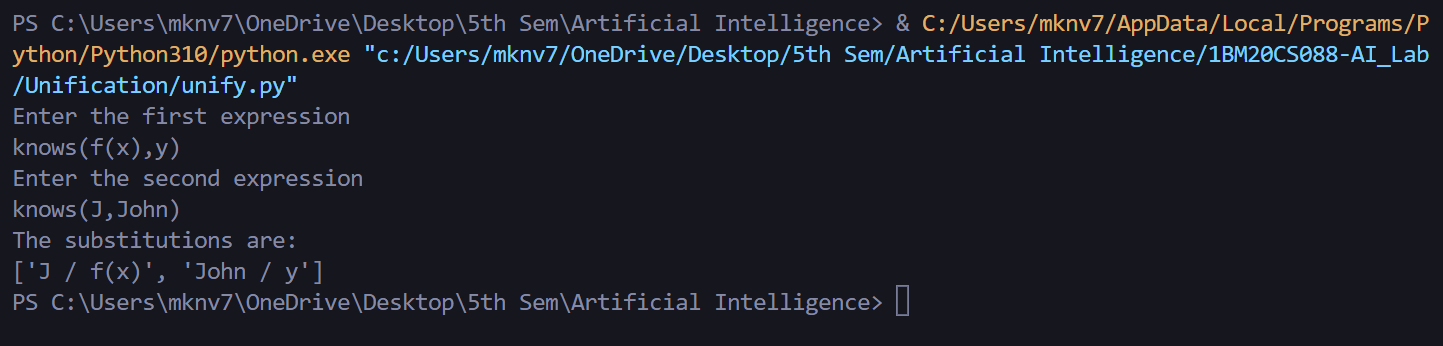 PS C:\Users\mknv7\OneDrive\Desktop\5th Sem\Artificial Intelligence> & C:/Users/mknv7/AppData/Local/Programs/P
ython/Python310/python.exe "c:/Users/mknv7/OneDrive/Desktop/5th Sem/Artificial Intelligence/1BM20CS088-AI_Lab
/Unification/unify.py"
Enter the first expression
knows(f(x),y)
Enter the second expression
knows(J,John)
The substitutions are:
['J / f(x)', 'John / y']
PS C:\Users\mknv7\OneDrive\Desktop\5th Sem\Artificial Intelligence>